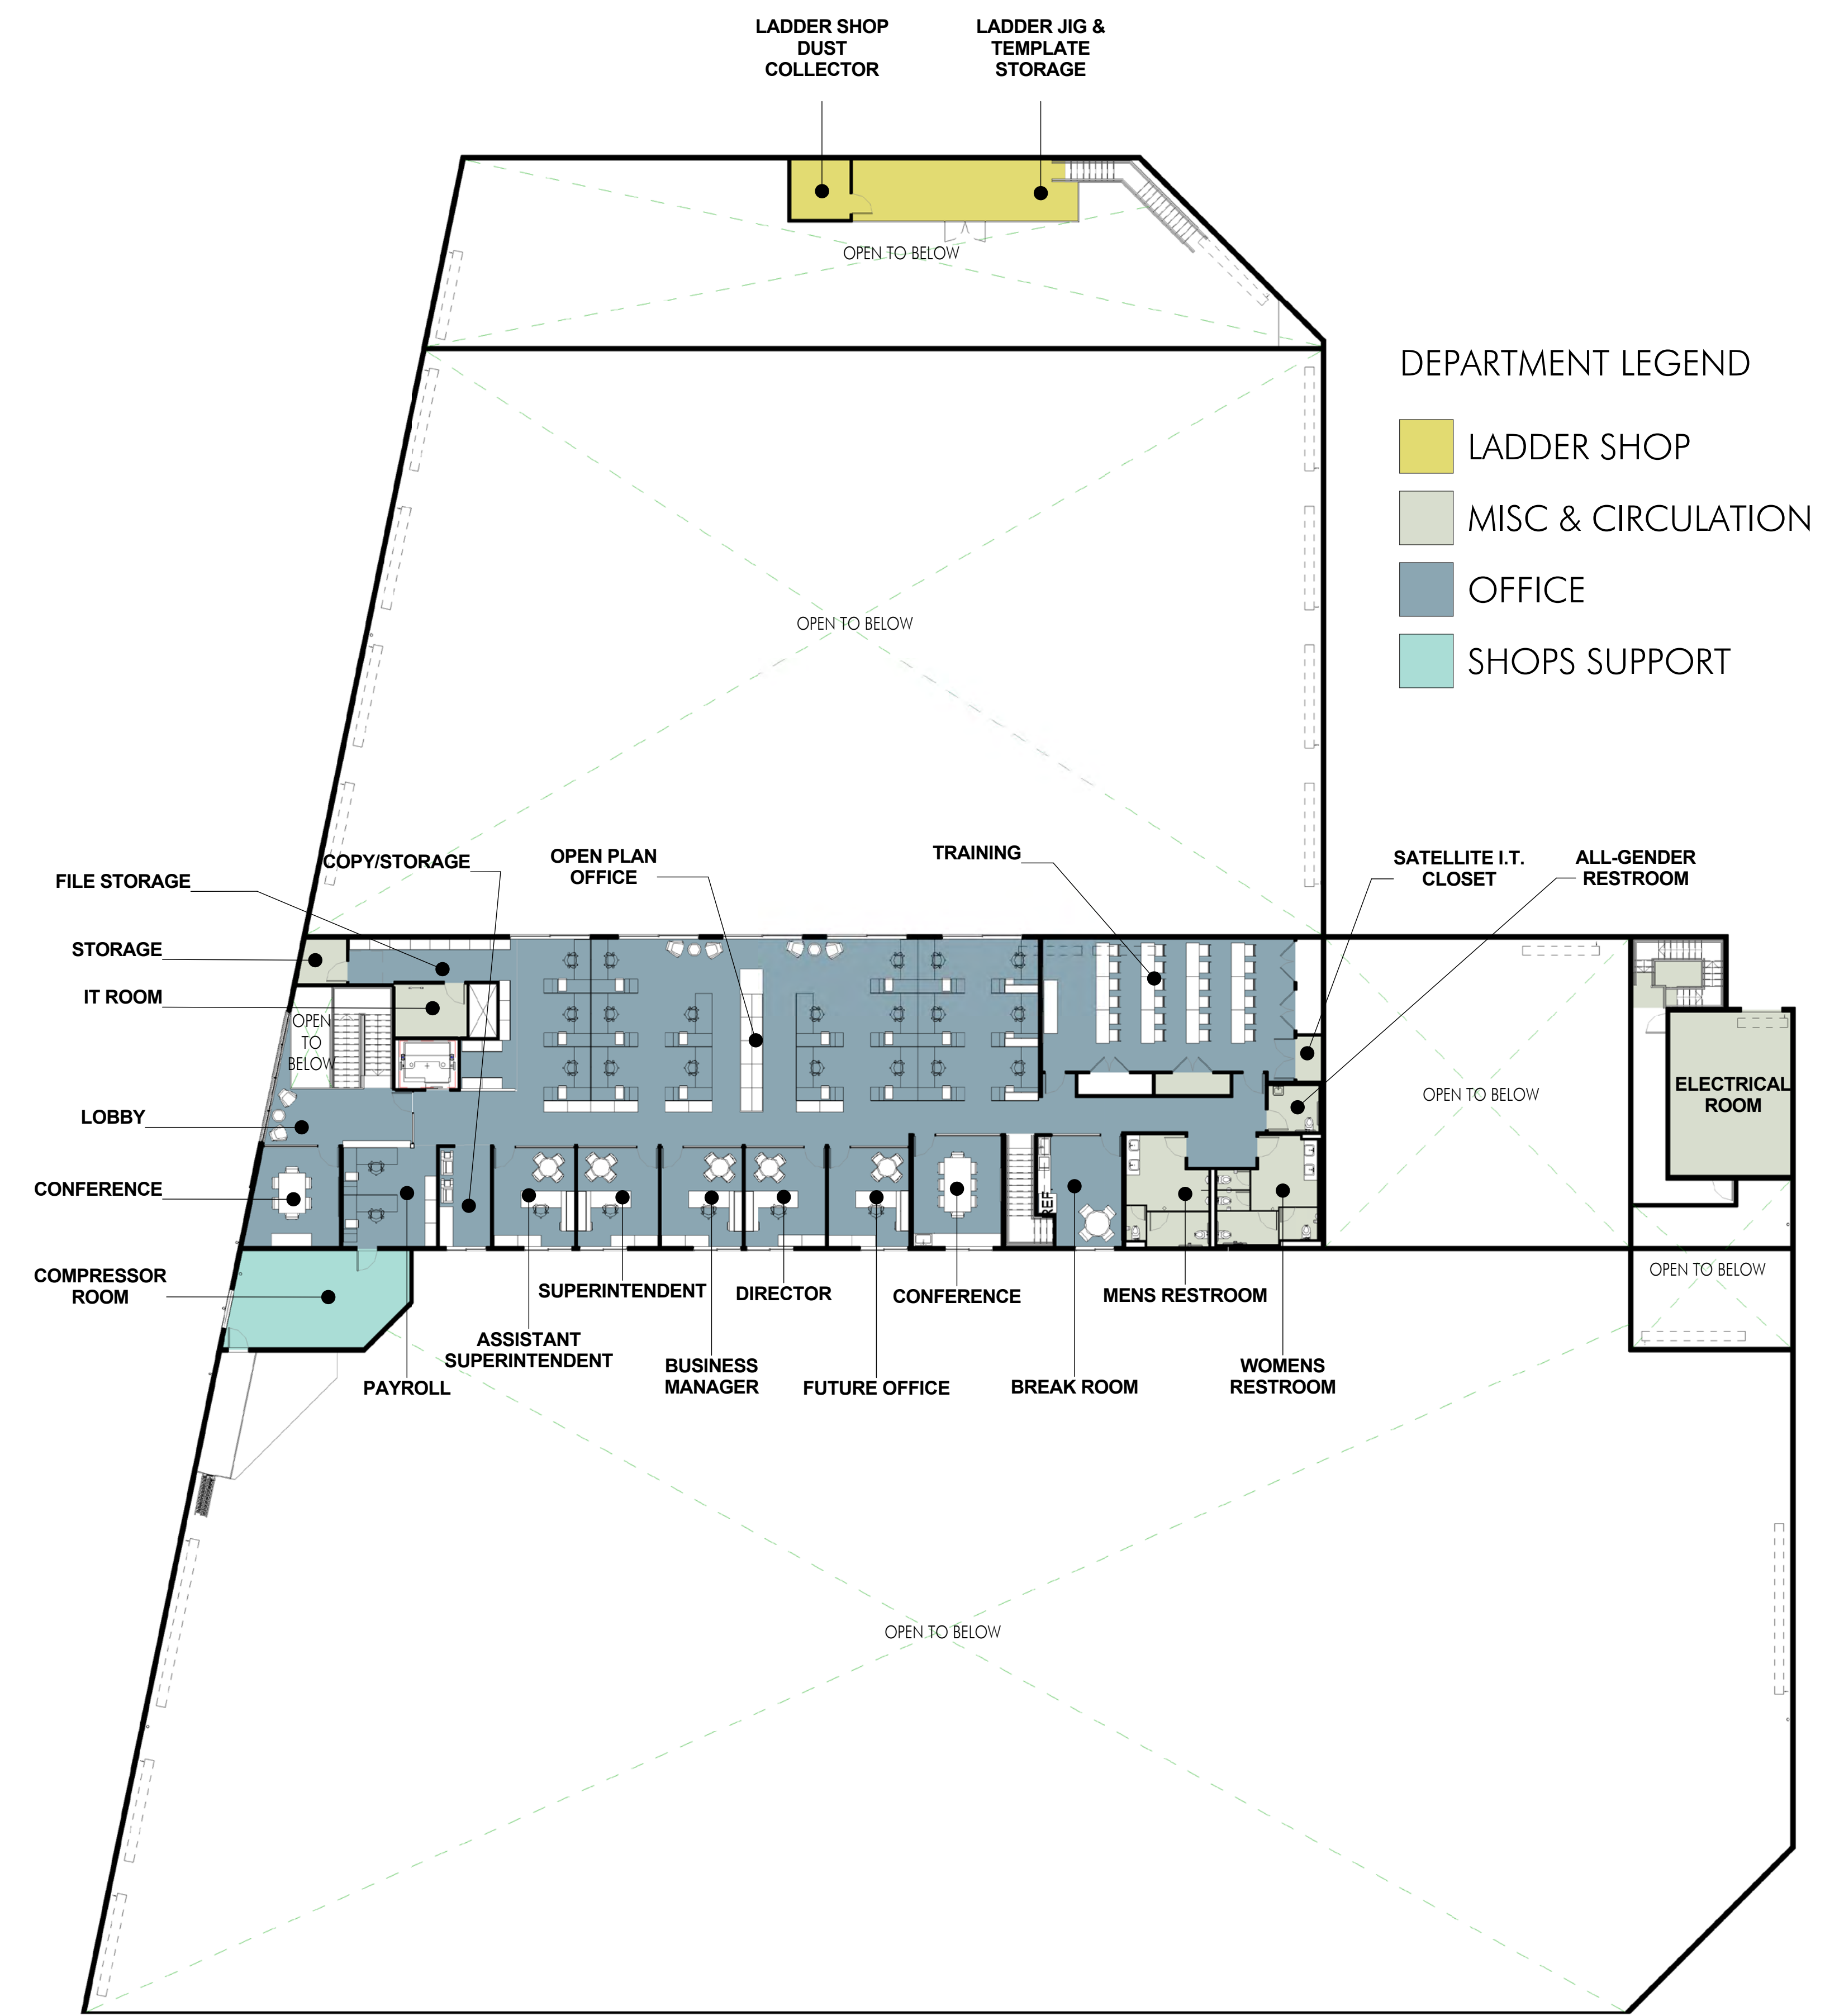 LADDER SHOP
DUST
COLLECTOR
LADDER JIG &
TEMPLATE
STORAGE
OPEN TO BELOW
DEPARTMENT LEGEND
LADDER SHOP
MISC & CIRCULATION
OFFICE
SHOPS SUPPORT
OPEN TO BELOW
COPY/STORAGE
OPEN PLAN
OFFICE
TRAINING
SATELLITE I.T.
CLOSET
ALL-GENDER
RESTROOM
FILE STORAGE
STORAGE
IT ROOM
OPEN
TO
BELOW
LOBBY
CONFERENCE
OPEN TO BELOW
ELECTRICAL
ROOM
REF
COMPRESSOR
ROOM
OPEN TO BELOW
SUPERINTENDENT
DIRECTOR
CONFERENCE
MENS RESTROOM
ASSISTANT
SUPERINTENDENT
PAYROLL
BUSINESS
MANAGER
FUTURE OFFICE
BREAK ROOM
WOMENS
RESTROOM
OPEN TO BELOW